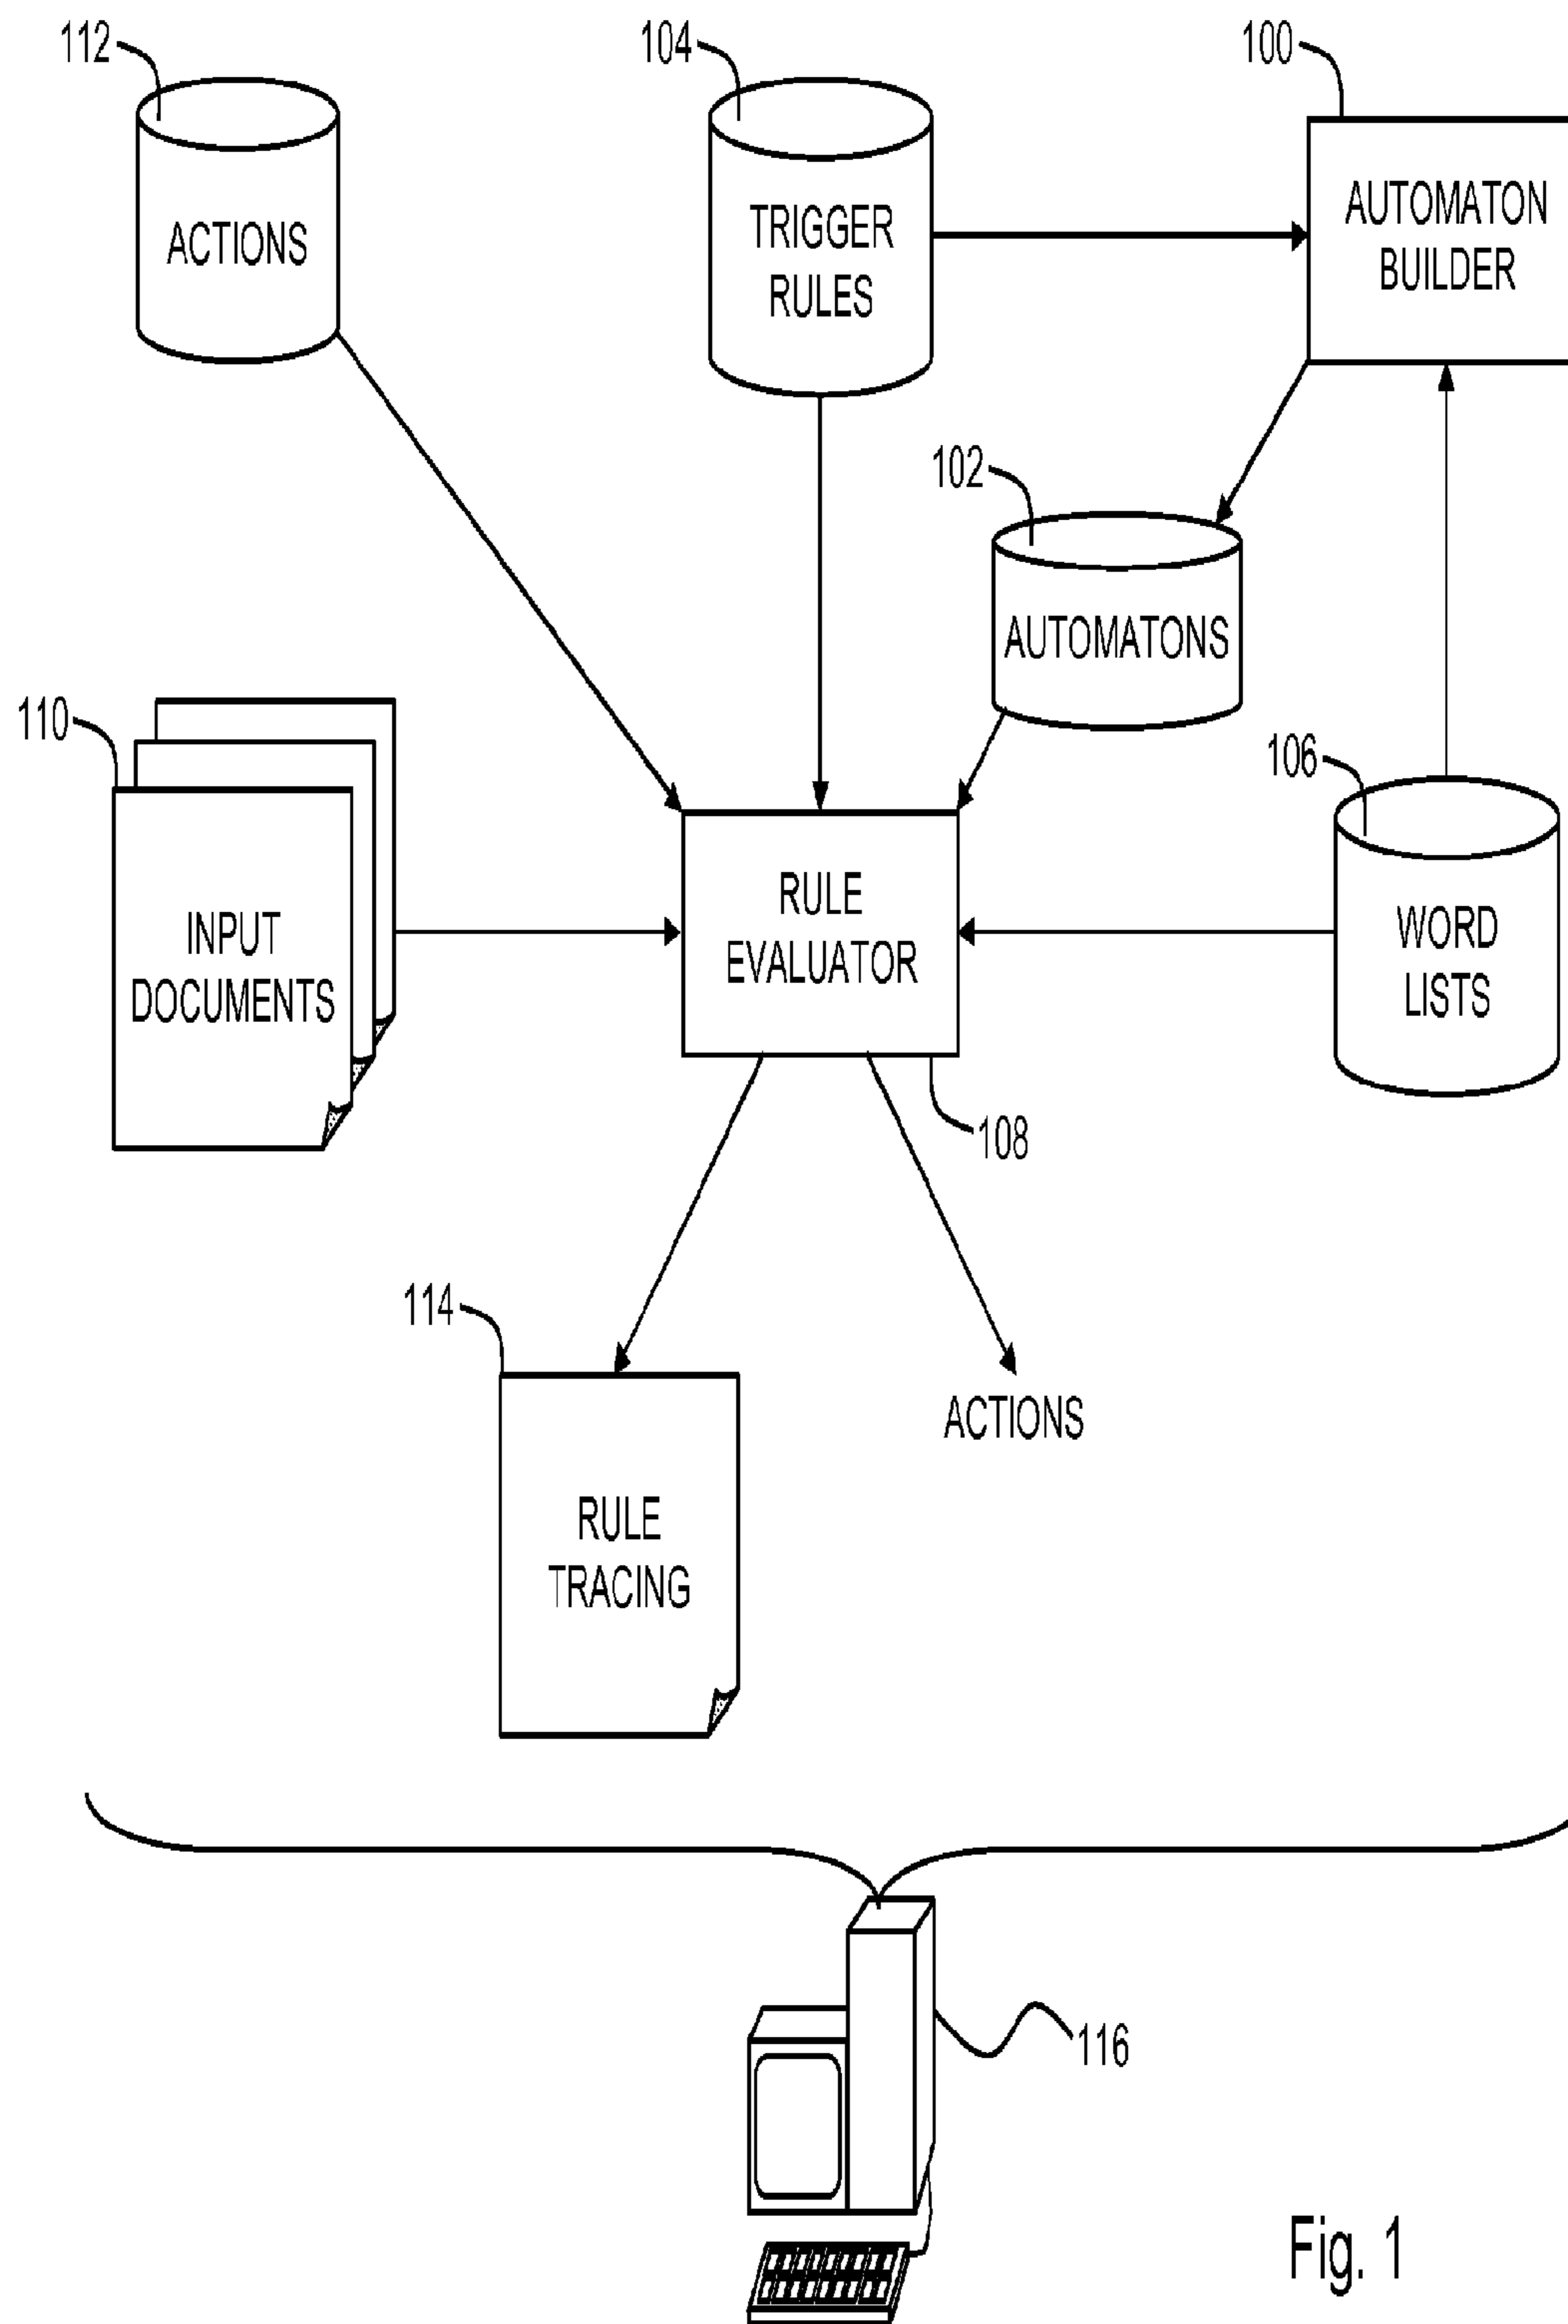 112
104
100
ACTIONS
TRIGGER
RULES
AUTOMATON
BUILDER
102
AUTOMATONS
110
106
INPUT
DOCUMENTS
RULE
EVALUATOR
WORD
LISTS
108
114
ACTIONS
RULE
TRACING
116
Fig. 1